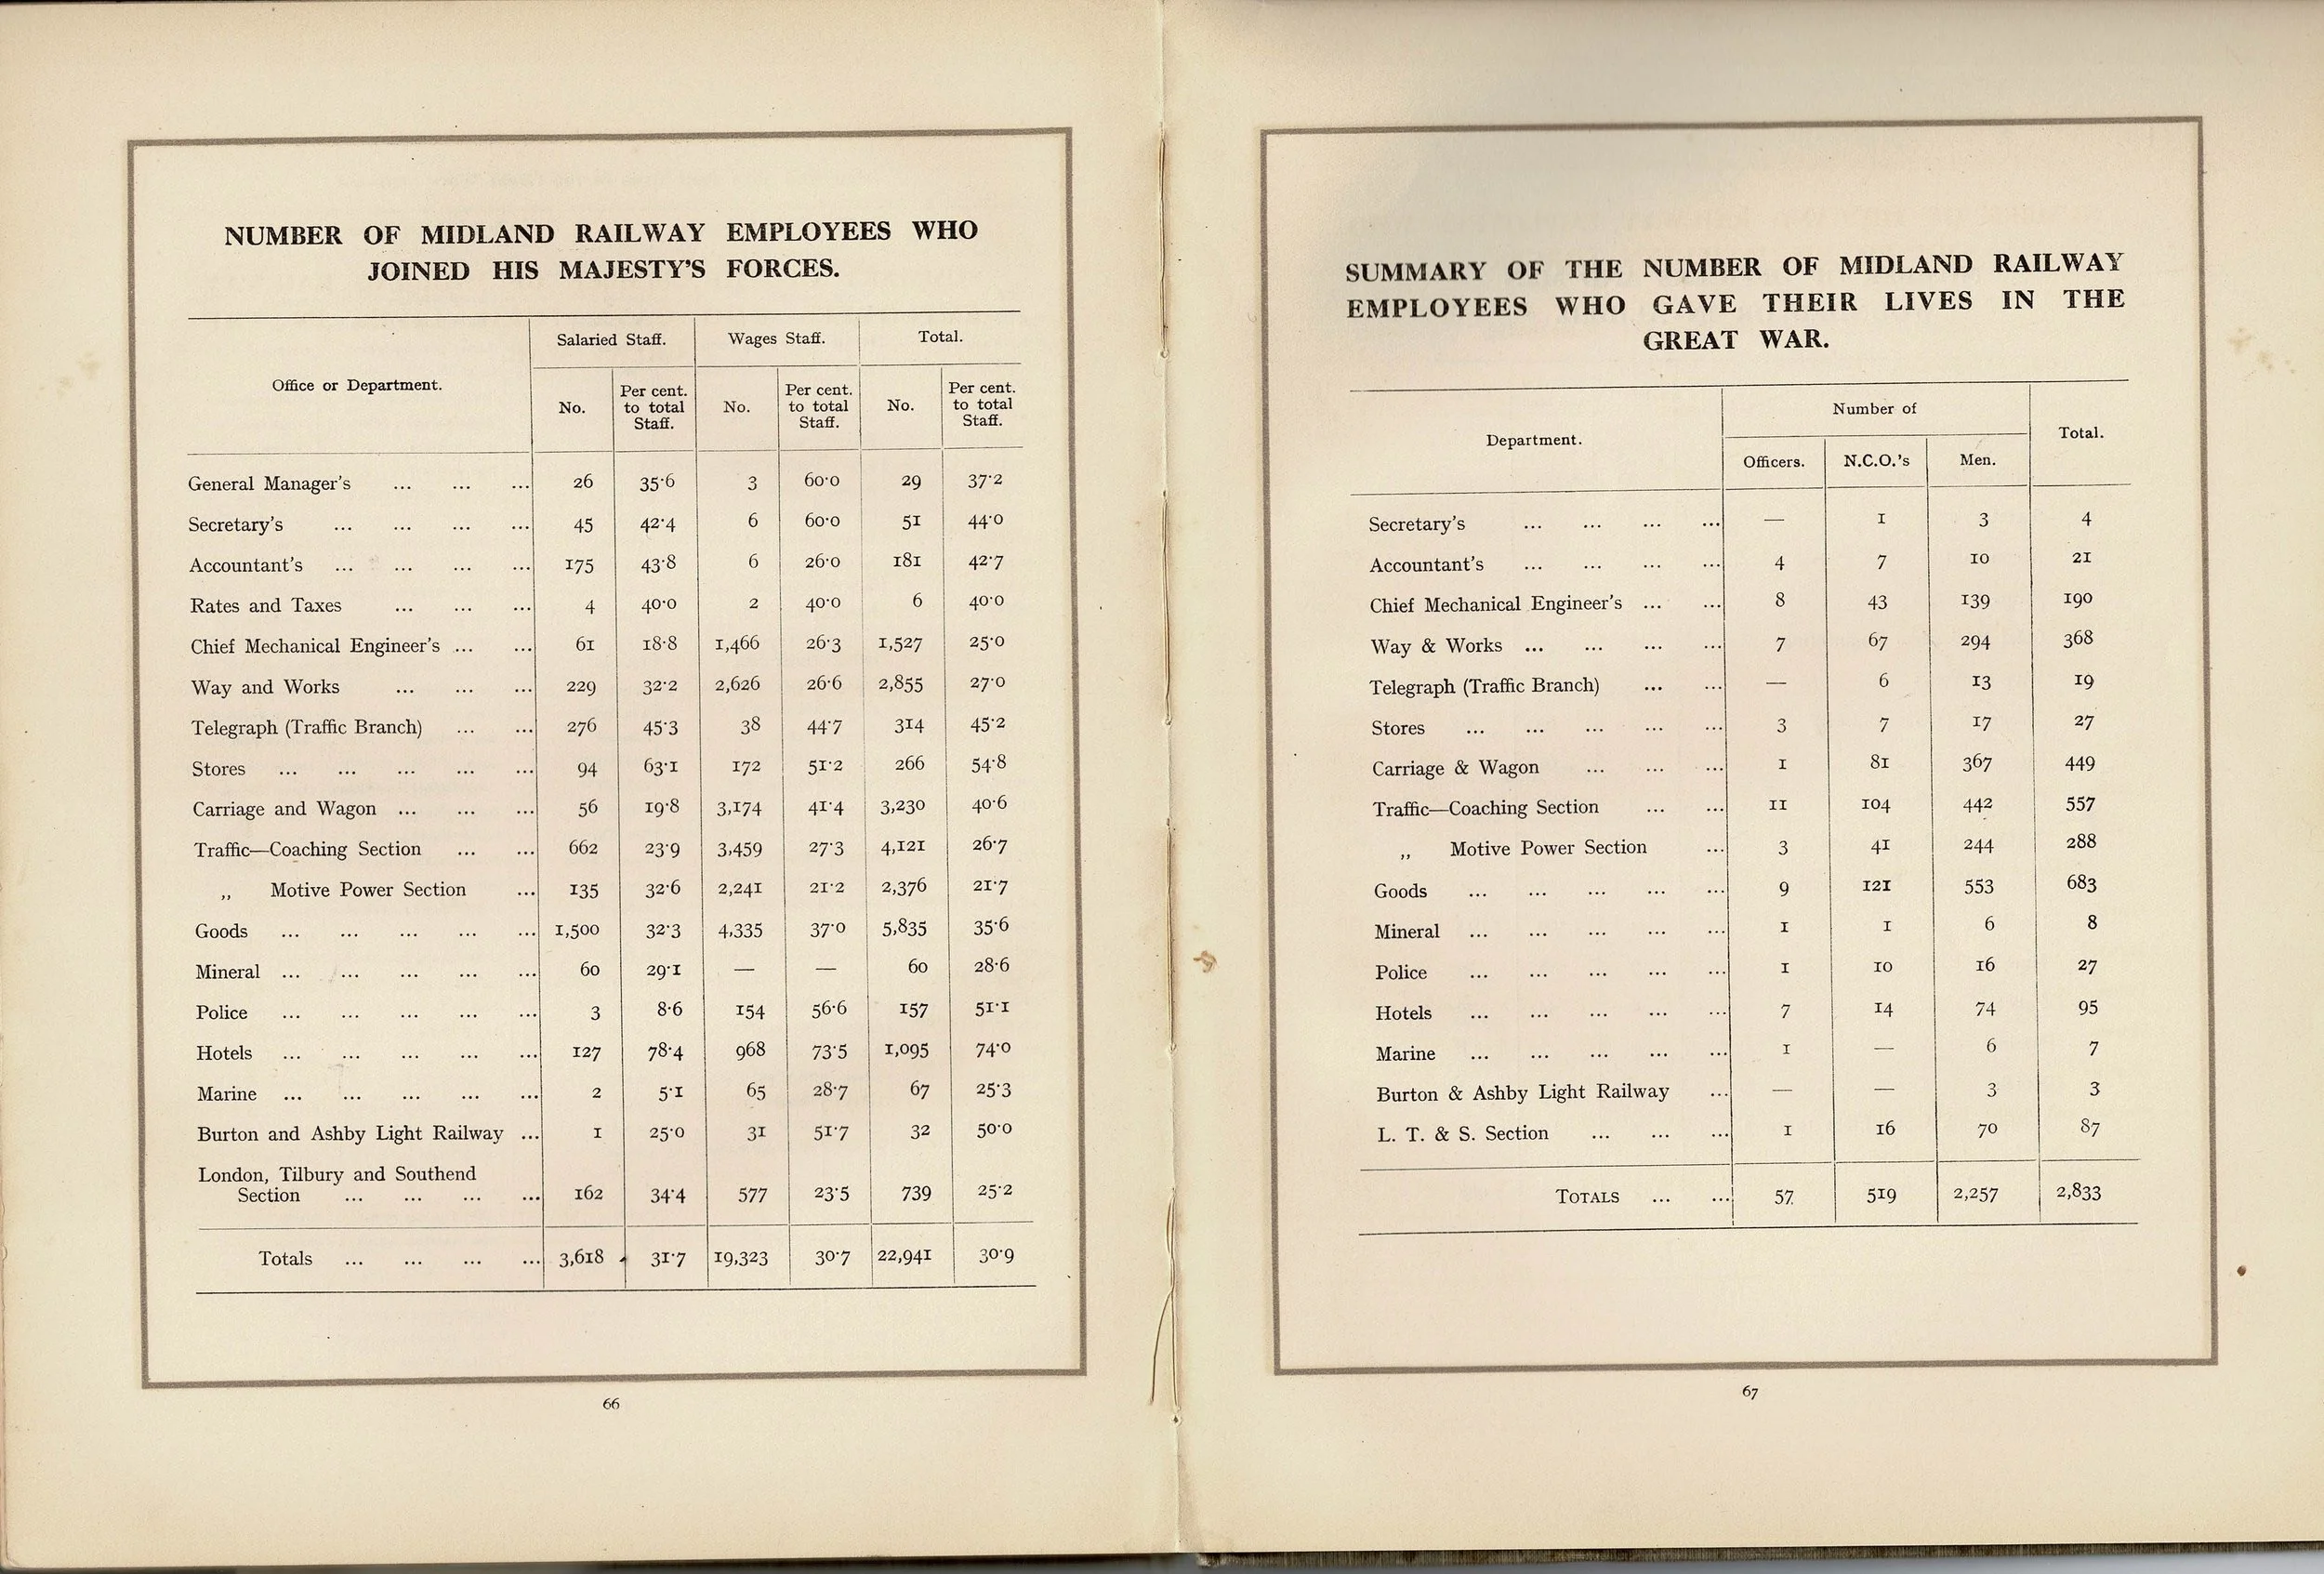 NUMBER OF MIDLAND RAILWAY EMPLOYEES WHO
JOINED HIS MAJESTY'S FORCES.
Office or Department. Salaried Staff. Wages Staff. Total.
No. Per cent. to total Staff. No. Per cent. to total Staff. No. Per cent. to total Staff.
General Manager's ... ... ... 26 35·6 3 60·0 29 37·2
Secretary's ... ... ... ... 45 42·4 6 60·0 51 44·0
Accountant's ... ... ... ... 175 43·8 6 26·0 181 42·7
Rates and Taxes ... ... ... 4 40·0 2 40·0 6 40·0
Chief Mechanical Engineer's ... ... 61 18·8 1,466 26·3 1,527 25·0
Way and Works ... ... ... 229 32·2 2,626 26·6 2,855 27·0
Telegraph (Traffic Branch) ... ... 276 45·3 38 44·7 314 45·2
Stores ... ... ... ... ... 94 63·1 172 51·2 266 54·8
Carriage and Wagon ... ... ... 56 19·8 3,174 41·4 3,230 40·6
Traffic—Coaching Section ... ... 662 23·9 3,459 27·3 4,121 26·7
„ Motive Power Section ... 135 32·6 2,241 21·2 2,376 21·7
Goods ... ... ... ... ... 1,500 32·3 4,335 37·0 5,835 35·6
Mineral ... ... ... ... ... 60 29·1 — — 60 28·6
Police ... ... ... ... ... 3 8·6 154 56·6 157 51·1
Hotels ... ... ... ... ... 127 78·4 968 73·5 1,095 74·0
Marine ... ... ... ... ... 2 5·1 65 28·7 67 25·3
Burton and Ashby Light Railway ... 1 25·0 31 51·7 32 50·0
London, Tilbury and Southend
Section ... ... ... ... 162 34·4 577 23·5 739 25·2
Totals ... ... ... ... 3,618 31·7 19,323 30·7 22,941 30·9
66
SUMMARY OF THE NUMBER OF MIDLAND RAILWAY
EMPLOYEES WHO GAVE THEIR LIVES IN THE
GREAT WAR.
Department. Number of Total.
Officers. N.C.O.'s Men.
Secretary's ... ... ... ... — 1 3 4
Accountant's ... ... ... ... 4 7 10 21
Chief Mechanical Engineer's ... ... 8 43 139 190
Way & Works ... ... ... ... 7 67 294 368
Telegraph (Traffic Branch) ... ... — 6 13 19
Stores ... ... ... ... ... 3 7 17 27
Carriage & Wagon ... ... ... 1 81 367 449
Traffic—Coaching Section ... ... 11 104 442 557
„ Motive Power Section ... 3 41 244 288
Goods ... ... ... ... ... 9 121 553 683
Mineral ... ... ... ... ... 1 1 6 8
Police ... ... ... ... ... 1 10 16 27
Hotels ... ... ... ... ... 7 14 74 95
Marine ... ... ... ... ... 1 — 6 7
Burton & Ashby Light Railway ... — — 3 3
L. T. & S. Section ... ... ... 1 16 70 87
TOTALS ... ... 57 519 2,257 2,833
67